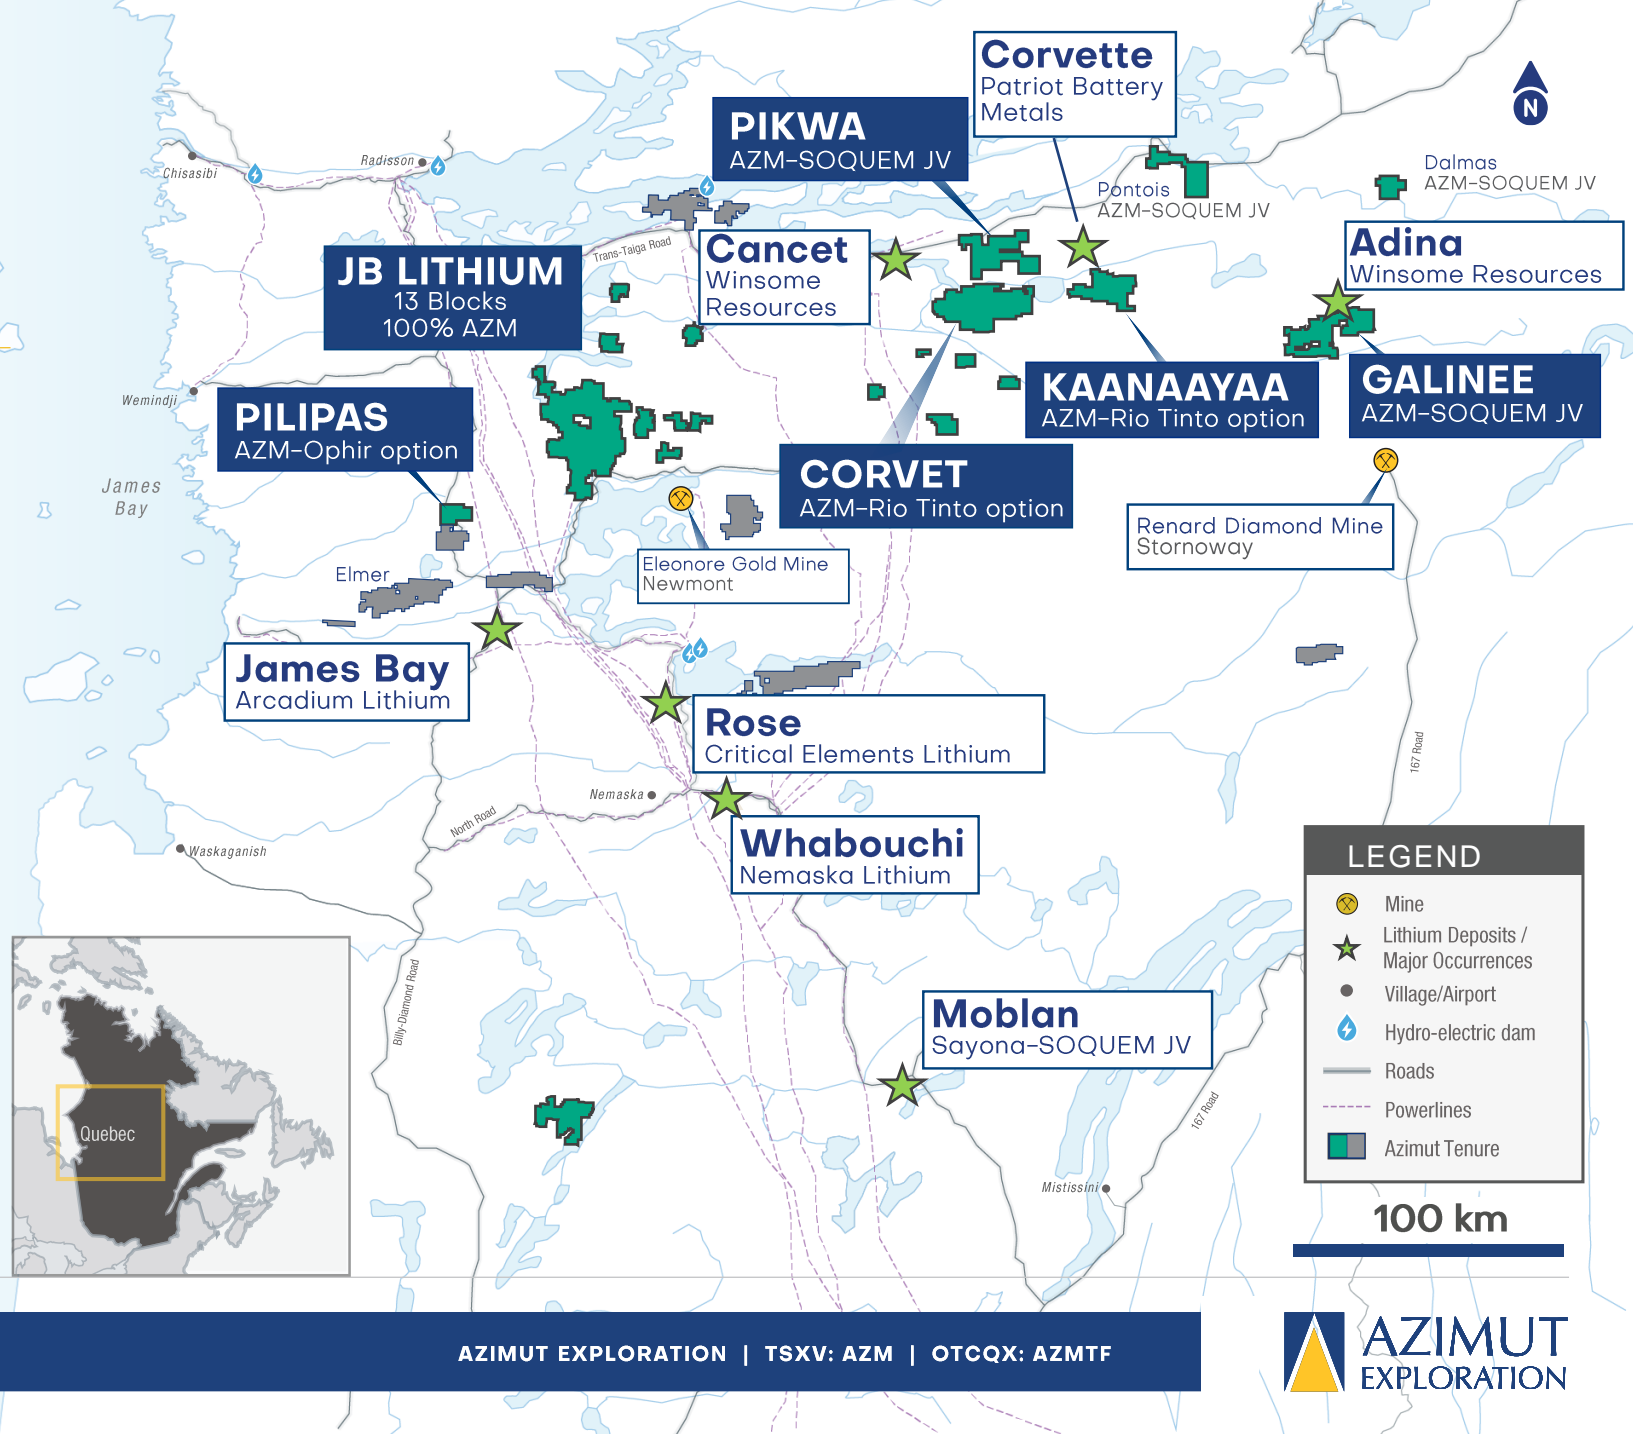 Corvette
Patriot Battery
Metals
PIKWA
AZM–SOQUEM JV
N
Radisson
Chisasibi
Dalmas
AZM–SOQUEM JV
Pontois
AZM–SOQUEM JV
Trans-Taiga Road
Cancet
Winsome
Resources
Adina
Winsome Resources
JB LITHIUM
13 Blocks
100% AZM
Wemindji
PILIPAS
AZM–Ophir option
KAANAAYAA
AZM–Rio Tinto option
GALINEE
AZM–SOQUEM JV
CORVET
AZM–Rio Tinto option
James
Bay
Renard Diamond Mine
Stornoway
Eleonore Gold Mine
Newmont
Elmer
James Bay
Arcadium Lithium
Rose
Critical Elements Lithium
167 Road
Nemaska
North Road
Whabouchi
Nemaska Lithium
Waskaganish
Billy-Diamond Road
Moblan
Sayona–SOQUEM JV
167 Road
Mistissini
Quebec
LEGEND
Mine
Lithium Deposits /
Major Occurrences
Village/Airport
Hydro-electric dam
Roads
Powerlines
Azimut Tenure
100 km
AZIMUT EXPLORATION | TSXV: AZM | OTCQX: AZMTF
AZIMUT
EXPLORATION